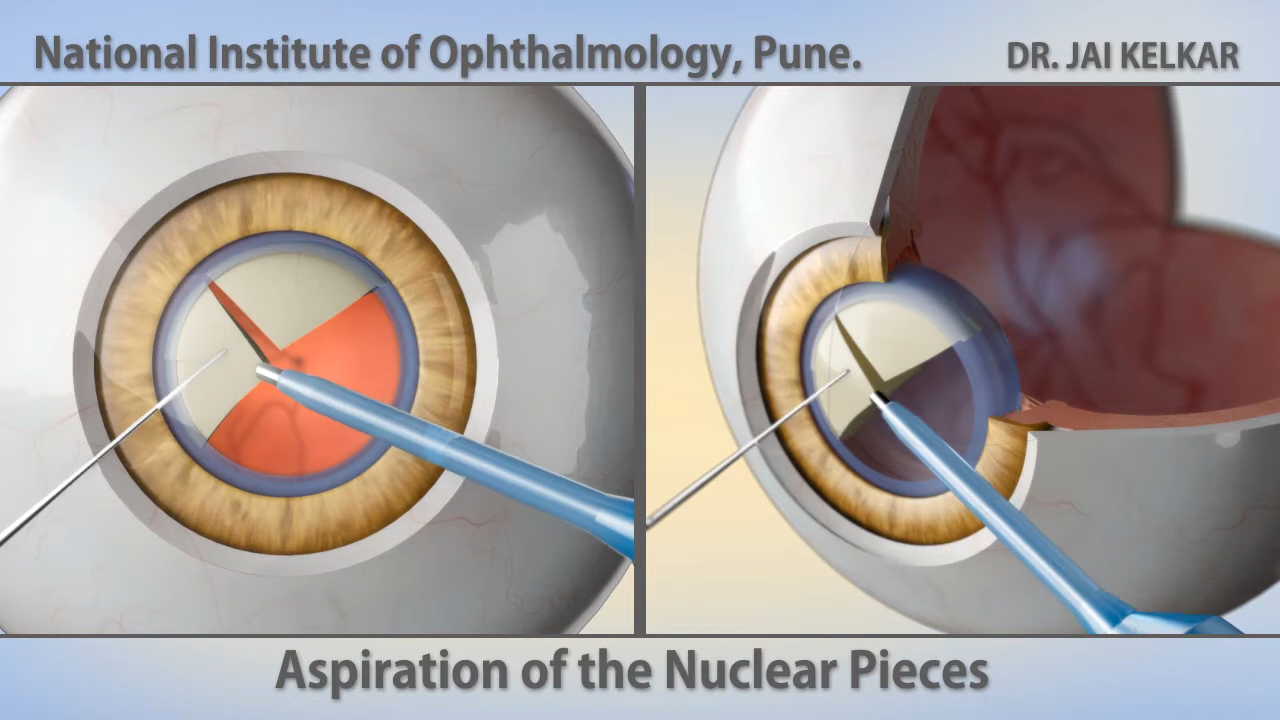 National Institute of Ophthalmology, Pune.
DR. JAI KELKAR
Aspiration of the Nuclear Pieces